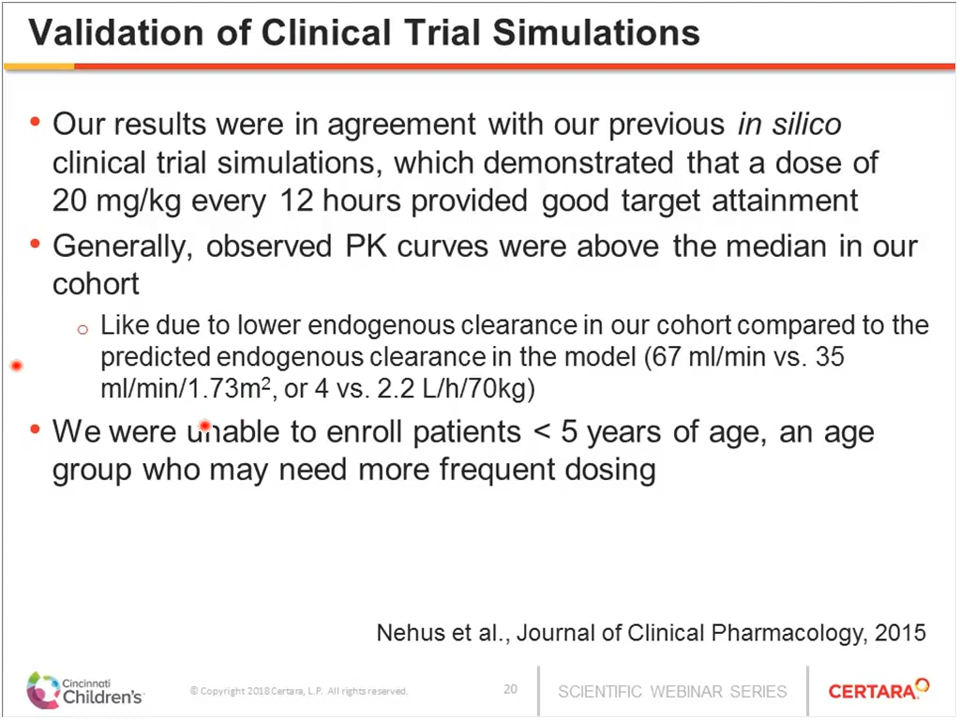 Validation of Clinical Trial Simulations
• Our results were in agreement with our previous in silico
clinical trial simulations, which demonstrated that a dose of
20 mg/kg every 12 hours provided good target attainment
• Generally, observed PK curves were above the median in our
cohort
o Like due to lower endogenous clearance in our cohort compared to the
predicted endogenous clearance in the model (67 ml/min vs. 35
ml/min/1.73m², or 4 vs. 2.2 L/h/70kg)
• We were unable to enroll patients < 5 years of age, an age
group who may need more frequent dosing
Nehus et al., Journal of Clinical Pharmacology, 2015
Cincinnati
Children's
© Copyright 2018 Certara, L.P. All rights reserved.
20
SCIENTIFIC WEBINAR SERIES
CERTARA